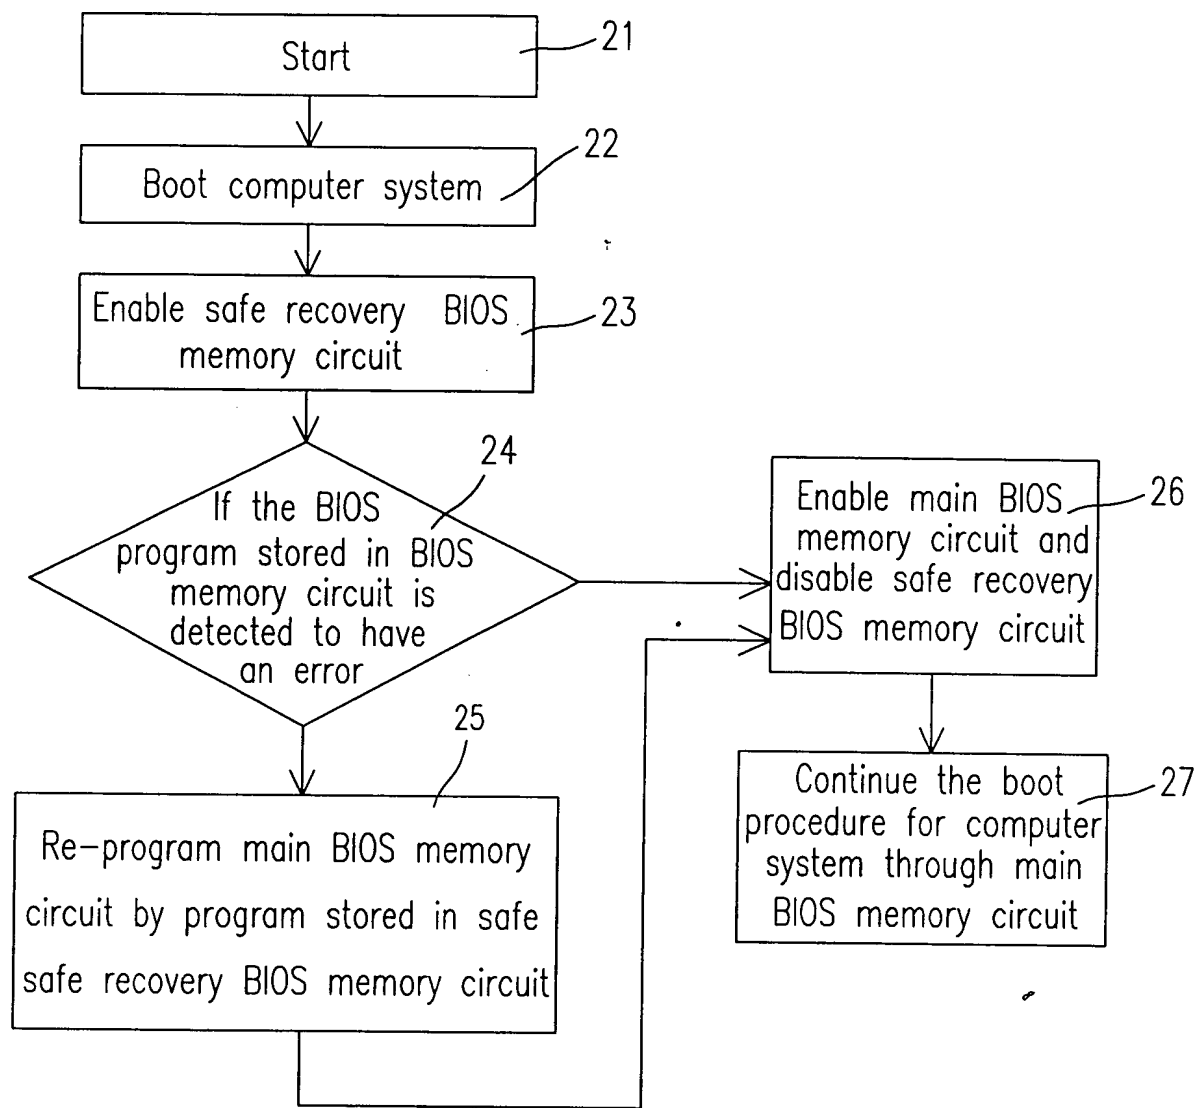 Start
21
Boot computer system
22
Enable safe recovery BIOS
memory circuit
23
24
If the BIOS
program stored in BIOS
memory circuit is
detected to have
an error
25
Re-program main BIOS memory
circuit by program stored in safe
safe recovery BIOS memory circuit
Enable main BIOS
memory circuit and
disable safe recovery
BIOS memory circuit
26
Continue the boot
procedure for computer
system through main
BIOS memory circuit
27